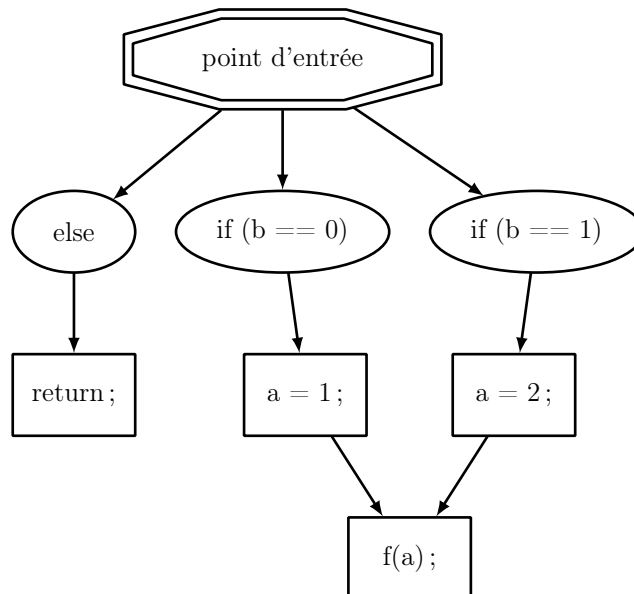 point d'entrée
else
if (b == 0)
if (b == 1)
return ;
a = 1 ;
a = 2 ;
f(a) ;